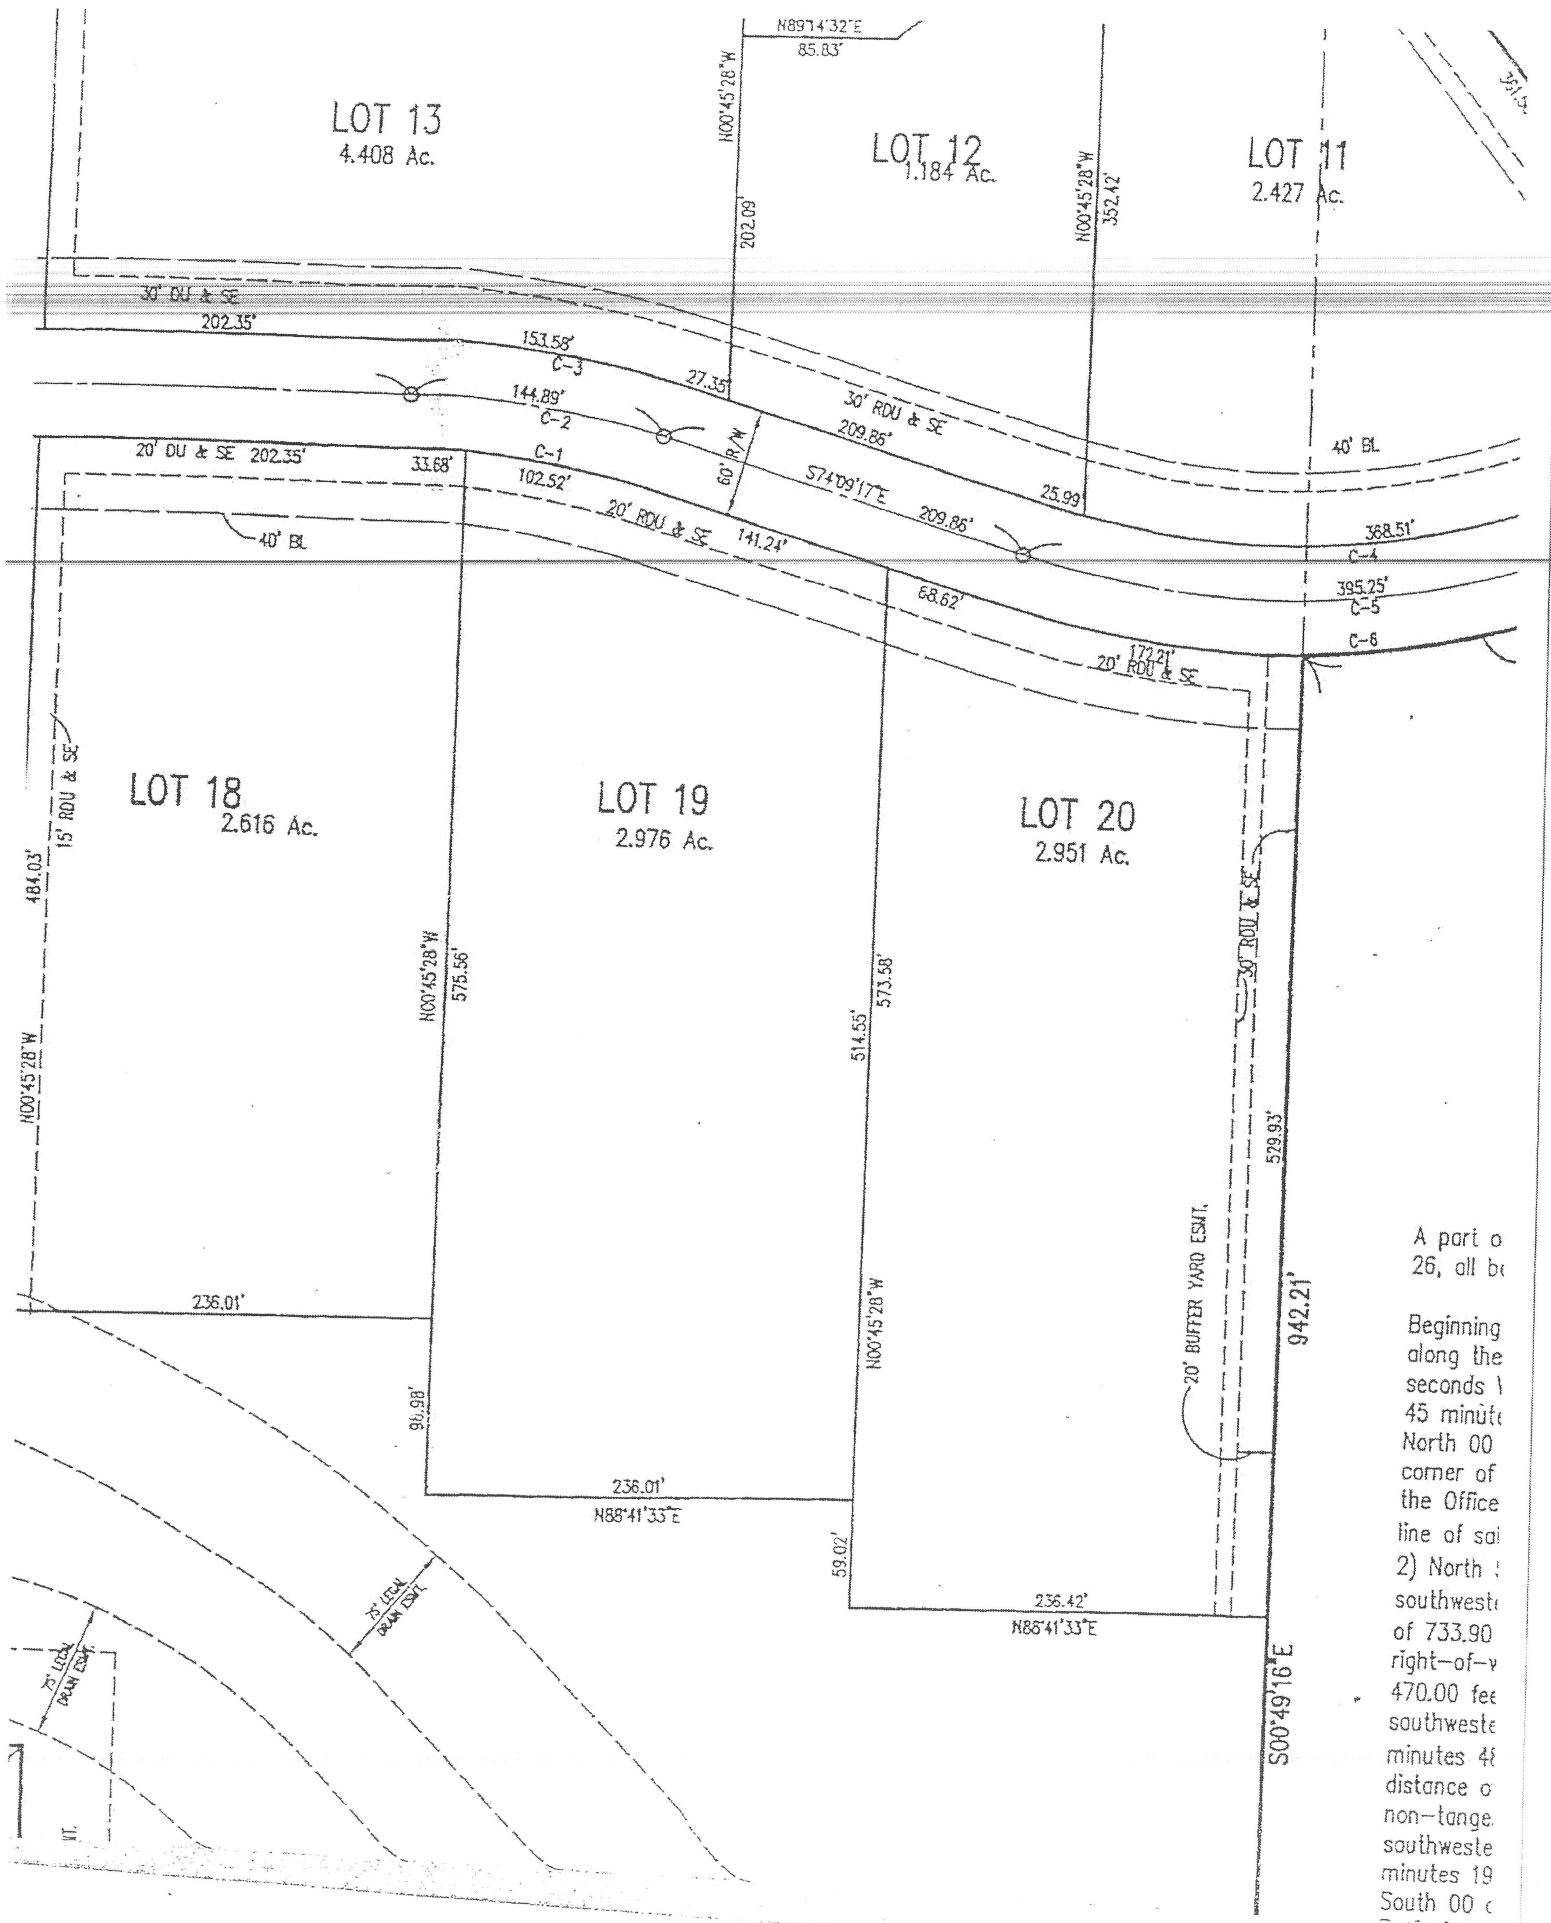 N89°14'32"E
85.83'
N00°45'28"W
202.09'
LOT 13
4.408 Ac.
LOT 12
1.184 Ac.
N00°45'28"W
352.42'
LOT 11
2.427 Ac.
30' DU & SE
202.35'
153.58'
C-3
27.35'
144.89'
C-2
30' RDU & SE
209.86'
40' BL
20' DU & SE
202.35'
33.68'
C-1
102.52'
60' R/W
S74°09'17"E
25.99'
209.86'
368.51'
C-4
20' RDU & SE
141.24'
40' BL
68.62'
395.25'
C-5
C-6
172.21'
20' RDU & SE
15' RDU & SE
LOT 18
2.616 Ac.
LOT 19
2.976 Ac.
LOT 20
2.951 Ac.
484.03'
N00°45'28"W
N00°45'28"W
575.56'
573.58'
514.55'
N00°45'28"W
30' RDU & SE
529.93'
20' BUFFER YARD ESMT.
942.21'
236.01'
96.98'
236.01'
N88°41'33"E
59.02'
236.42'
N88°41'33"E
S00°49'16"E
75' LEGAL
DRAIN ESMT.
75' LEGAL
DRAIN ESMT.
A part o
26, all be
Beginning
along the
seconds
45 minute
North 00
corner of
the Office
line of sai
2) North
southweste
of 733.90
right-of-
470.00 fee
southweste
minutes 48
distance o
non-tange
southweste
minutes 19
South 00